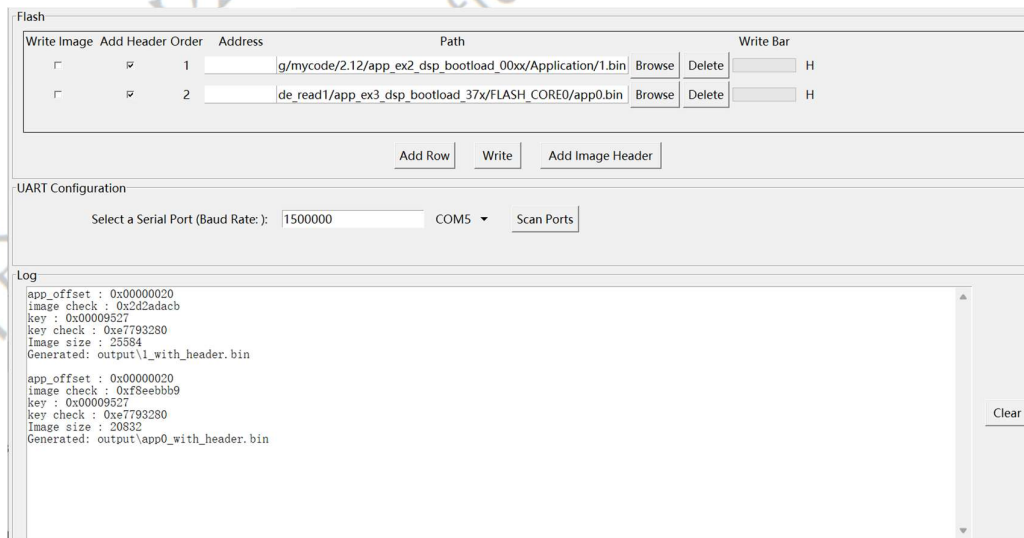 Flash
Write Image Add Header Order Address Path Write Bar
1 g/mycode/2.12/app_ex2_dsp_bootload_00xx/Application/1.bin Browse Delete H
2 de_read1/app_ex3_dsp_bootload_37x/FLASH_CORE0/app0.bin Browse Delete H
Add Row Write Add Image Header
UART Configuration
Select a Serial Port (Baud Rate: ): 1500000 COM5 Scan Ports
Log
app_offset : 0x00000020
image check : 0x2d2adacb
key : 0x00009527
key check : 0xe7793280
Image size : 25584
Generated: output\1_with_header.bin
app_offset : 0x00000020
image check : 0xf8eebbb9
key : 0x00009527
key check : 0xe7793280
Image size : 20832
Generated: output\app0_with_header.bin
Clear